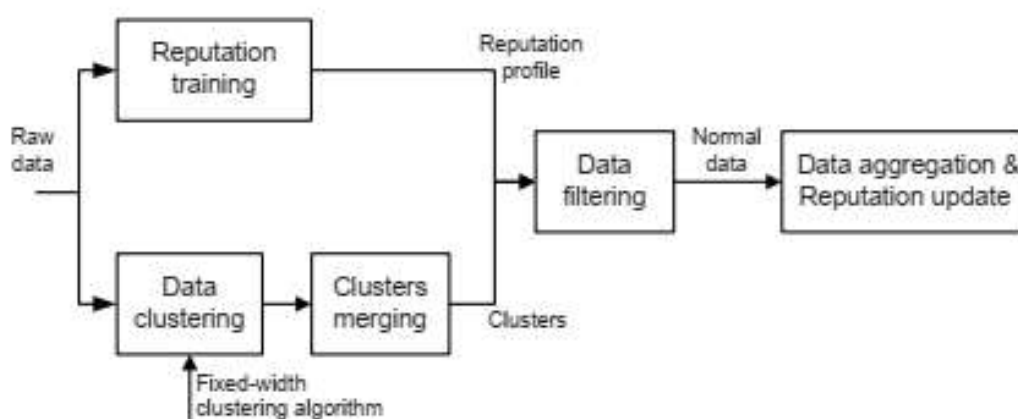 Reputation
training
Reputation
profile
Raw
data
Data
filtering
Normal
data
Data aggregation &
Reputation update
Data
clustering
Clusters
merging
Clusters
Fixed-width
clustering algorithm